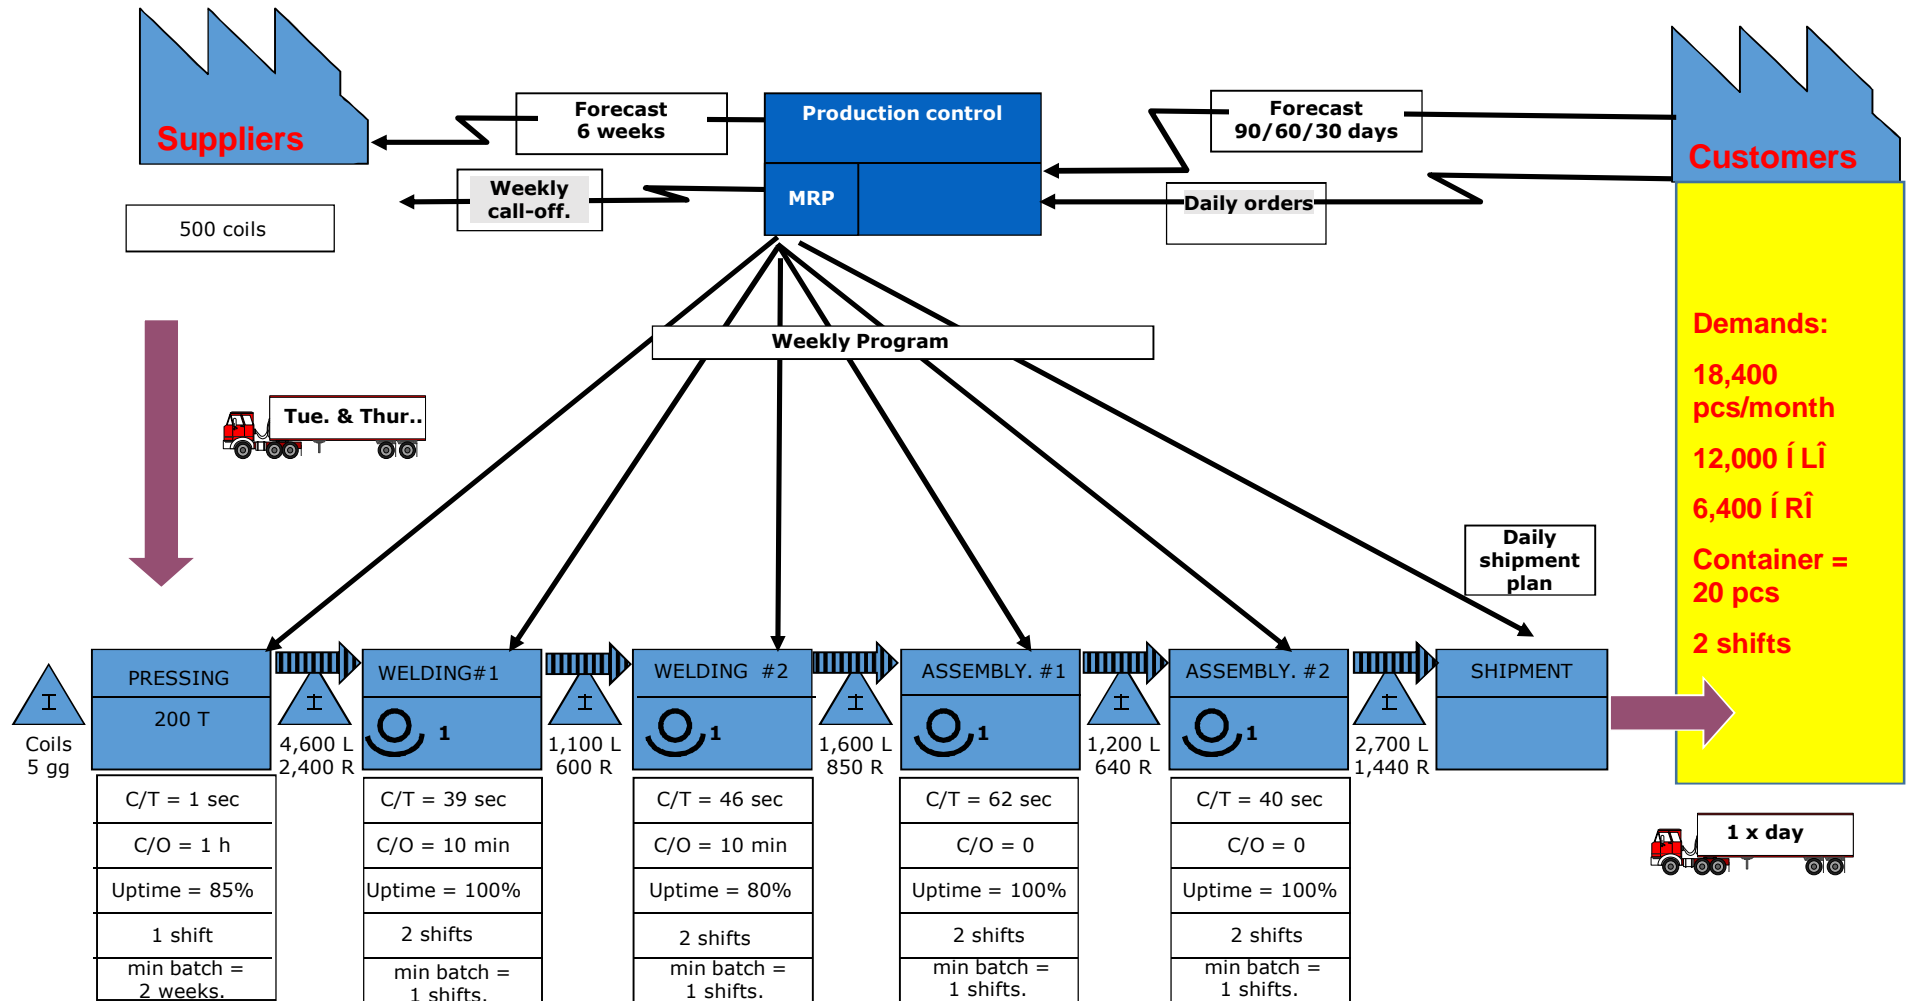 Suppliers
Forecast
6 weeks
Production control
Forecast
90/60/30 days
Customers
Weekly
call-off.
MRP
Daily orders
500 coils
Weekly Program
Tue. & Thur..
Demands:
18,400
pcs/month
12,000 Í LÎ
6,400 Í RÎ
Container =
20 pcs
2 shifts
Daily
shipment
plan
I
Coils
5 gg
PRESSING
200 T
I
4,600 L
2,400 R
WELDING#1
1
I
1,100 L
600 R
WELDING #2
1
I
1,600 L
850 R
ASSEMBLY. #1
1
I
1,200 L
640 R
ASSEMBLY. #2
1
I
2,700 L
1,440 R
SHIPMENT
C/T = 1 sec
C/O = 1 h
Uptime = 85%
1 shift
min batch =
2 weeks.
C/T = 39 sec
C/O = 10 min
Uptime = 100%
2 shifts
min batch =
1 shifts.
C/T = 46 sec
C/O = 10 min
Uptime = 80%
2 shifts
min batch =
1 shifts.
C/T = 62 sec
C/O = 0
Uptime = 100%
2 shifts
min batch =
1 shifts.
C/T = 40 sec
C/O = 0
Uptime = 100%
2 shifts
min batch =
1 shifts.
1 x day